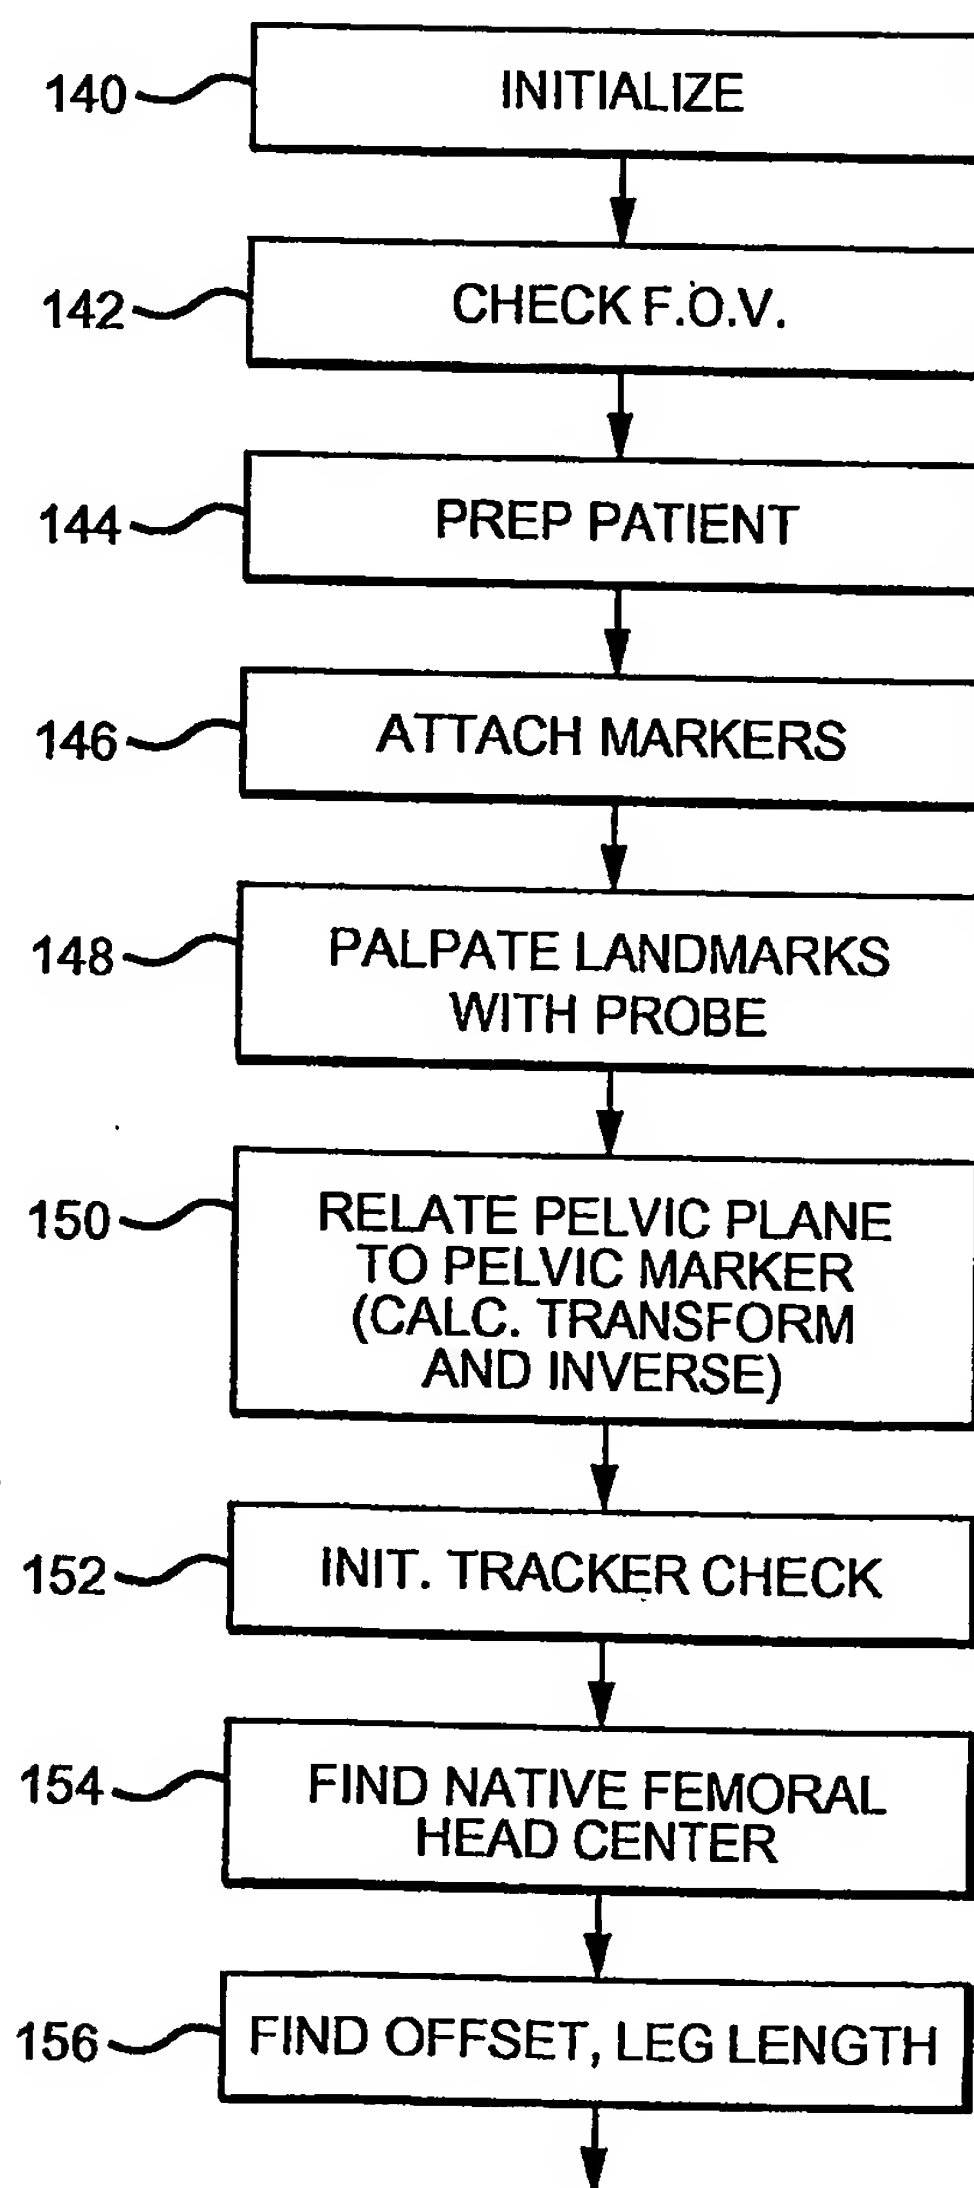 140
INITIALIZE
142
CHECK F.O.V.
144
PREP PATIENT
146
ATTACH MARKERS
148
PALPATE LANDMARKS
WITH PROBE
150
RELATE PELVIC PLANE
TO PELVIC MARKER
(CALC. TRANSFORM
AND INVERSE)
152
INIT. TRACKER CHECK
154
FIND NATIVE FEMORAL
HEAD CENTER
156
FIND OFFSET, LEG LENGTH